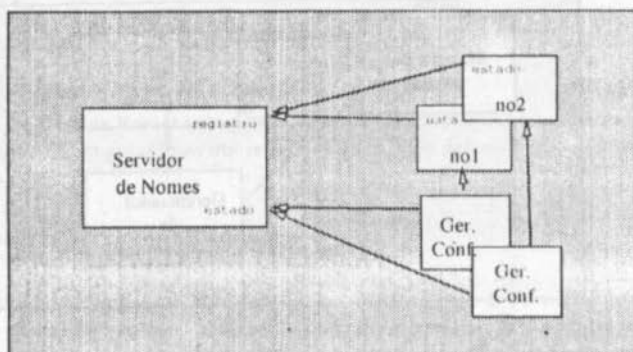 estado
no2
registro
no1
Servidor
de Nomes
estado
Ger.
Conf.
Ger.
Conf.